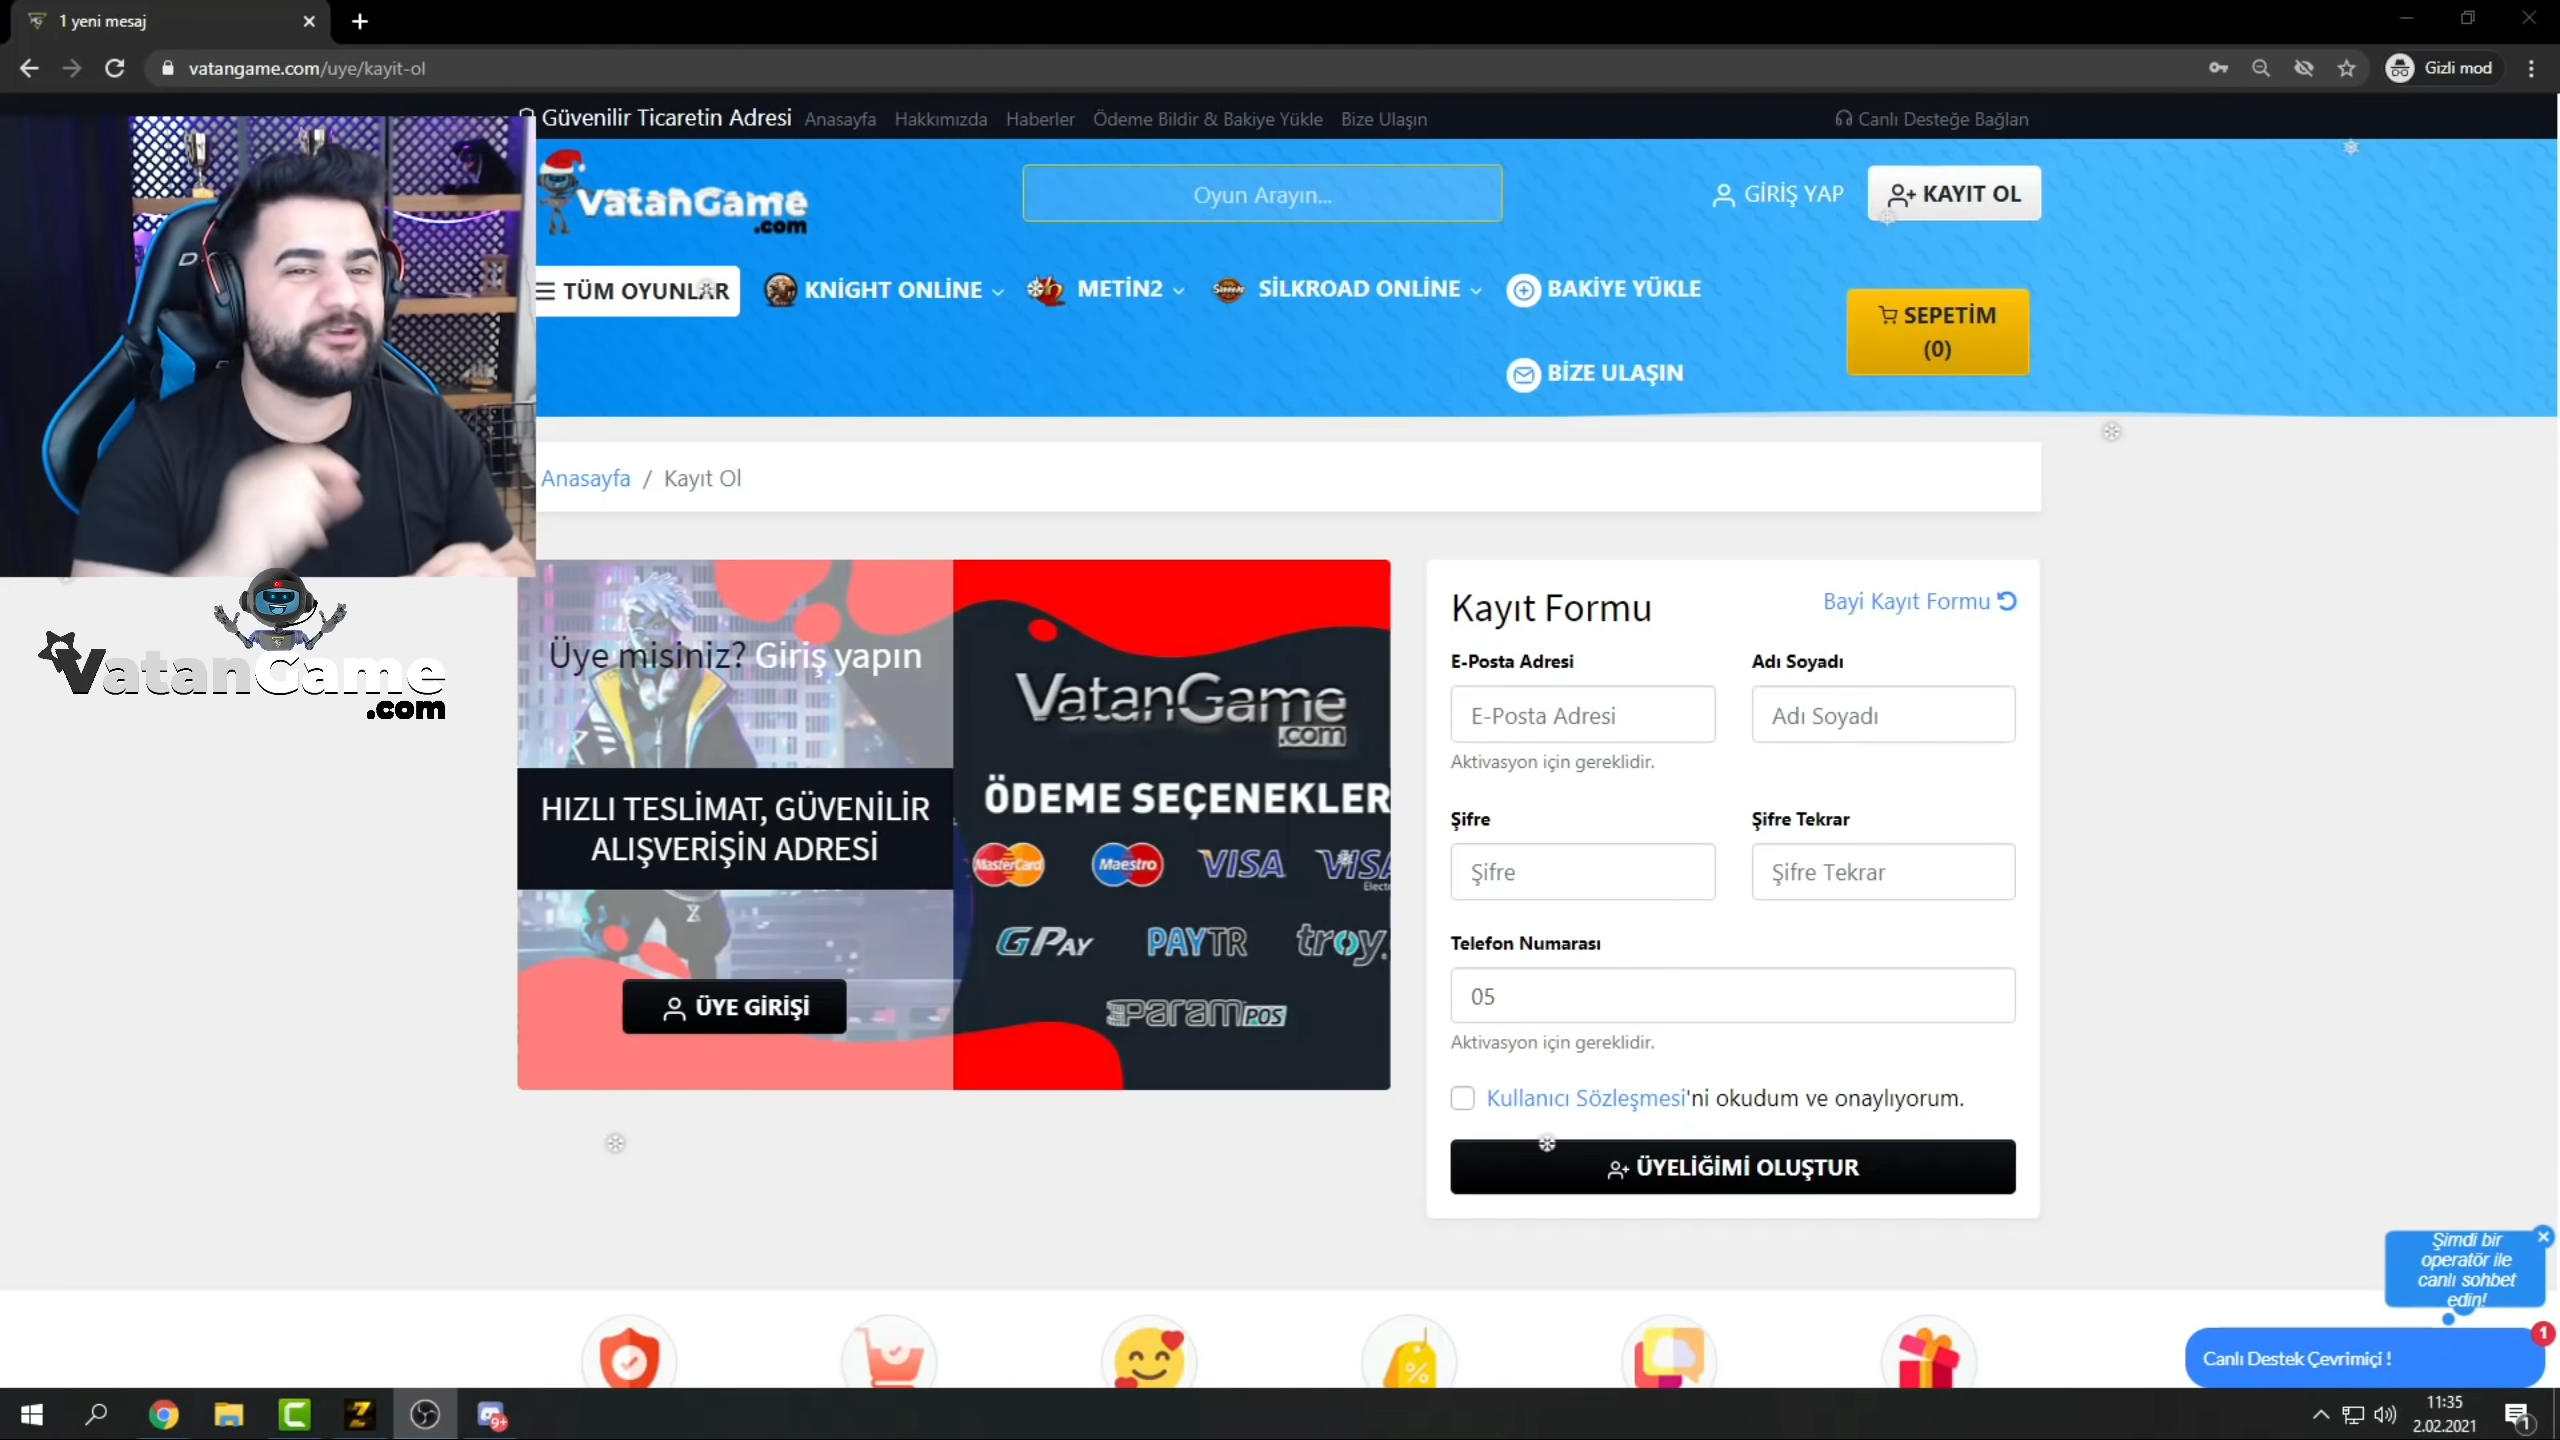 1 yeni mesaj
vatangame.com/uye/kayit-ol
Gizli mod
Güvenilir Ticaretin Adresi Anasayfa Hakkımızda Haberler Ödeme Bildir & Bakiye Yükle Bize Ulaşın
Canlı Desteğe Bağlan
VatanGame
.com
Oyun Arayın...
GİRİŞ YAP
KAYIT OL
TÜM OYUNLAR
KNİGHT ONLİNE
METİN2
SİLKROAD ONLİNE
BAKİYE YÜKLE
BİZE ULAŞIN
SEPETİM
(0)
Anasayfa / Kayıt Ol
VatanGame
.com
Üye misiniz? Giriş yapın
HIZLI TESLİMAT, GÜVENİLİR
ALIŞVERİŞİN ADRESİ
ÜYE GİRİŞİ
VatanGame
.com
ÖDEME SEÇENEKLER
MasterCard Maestro VISA VISA
Electr
GPAY PAYTR troy.
param POS
Kayıt Formu
Bayi Kayıt Formu
E-Posta Adresi
Adı Soyadı
E-Posta Adresi
Adı Soyadı
Aktivasyon için gereklidir.
Şifre
Şifre Tekrar
Şifre
Şifre Tekrar
Telefon Numarası
05
Aktivasyon için gereklidir.
Kullanıcı Sözleşmesi'ni okudum ve onaylıyorum.
ÜYELİĞİMİ OLUŞTUR
Şimdi bir
operatör ile
canlı sohbet
edin!
1
Canlı Destek Çevrimiçi !
9+
11:35
2.02.2021
1